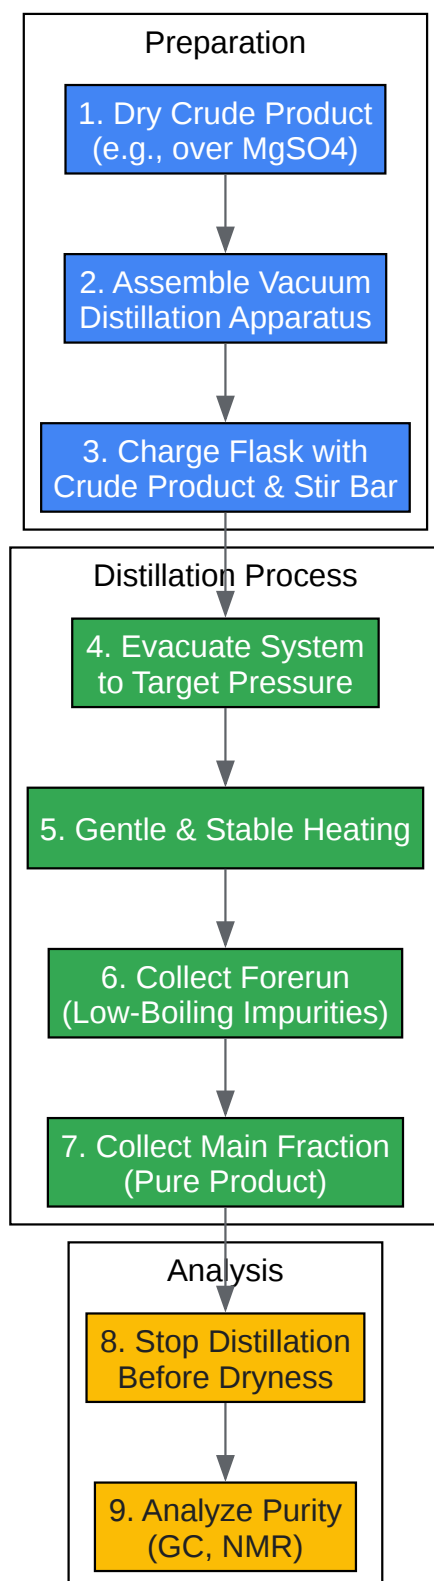 Preparation
1. Dry Crude Product
(e.g., over MgSO4)
2. Assemble Vacuum
Distillation Apparatus
3. Charge Flask with
Crude Product & Stir Bar
Distillation Process
4. Evacuate System
to Target Pressure
5. Gentle & Stable Heating
6. Collect Forerun
(Low-Boiling Impurities)
7. Collect Main Fraction
(Pure Product)
Analysis
8. Stop Distillation
Before Dryness
9. Analyze Purity
(GC, NMR)